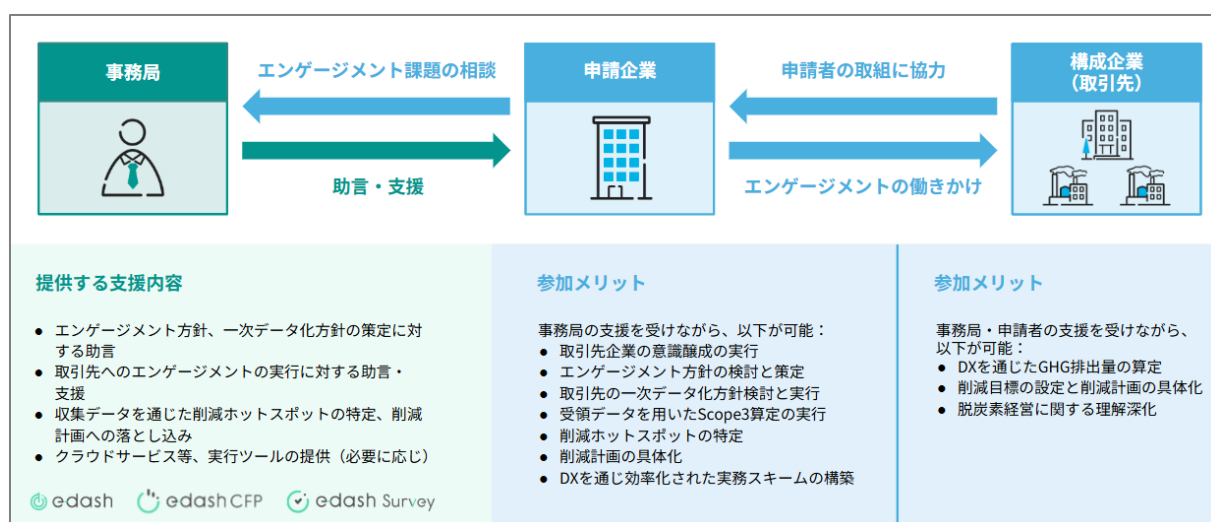 事務局
エンゲージメント課題の相談
助言・支援
申請企業
申請者の取組に協力
エンゲージメントの働きかけ
構成企業
（取引先）
提供する支援内容
● エンゲージメント方針、一次データ化方針の策定に対
する助言
● 取引先へのエンゲージメントの実行に対する助言・
支援
● 収集データを通じた削減ホットスポットの特定、削減
計画への落とし込み
● クラウドサービス等、実行ツールの提供（必要に応じ）
edash
edash CFP
edash Survey
参加メリット
事務局の支援を受けながら、以下が可能：
● 取引先企業の意識醸成の実行
● エンゲージメント方針の検討と策定
● 取引先の一次データ化方針検討と実行
● 受領データを用いたScope3算定の実行
● 削減ホットスポットの特定
● 削減計画の具体化
● DXを通じ効率化された実務スキームの構築
参加メリット
事務局・申請者の支援を受けながら、
以下が可能：
● DXを通じたGHG排出量の算定
● 削減目標の設定と削減計画の具体化
● 脱炭素経営に関する理解深化